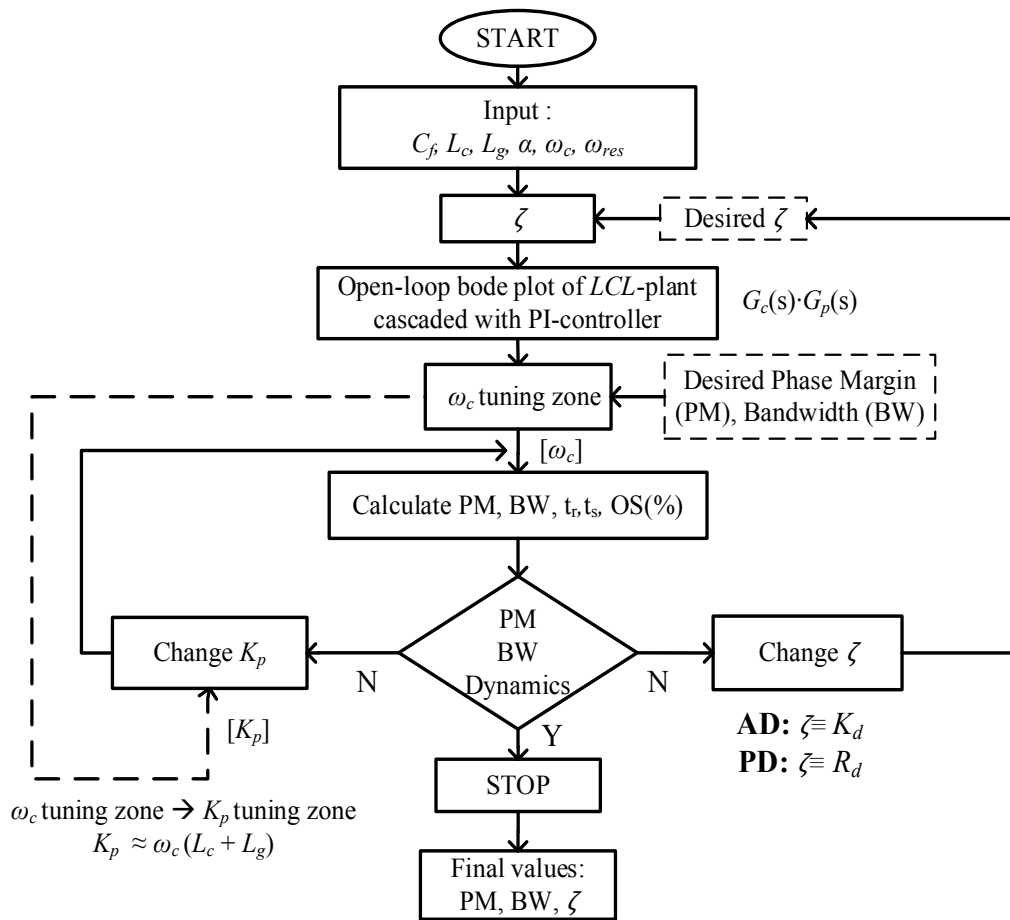 START
Input :
C_f, L_c, L_g, α, ω_c, ω_res
ζ
Desired ζ
Open-loop bode plot of LCL-plant
cascaded with PI-controller
G_c(s)·G_p(s)
ω_c tuning zone
Desired Phase Margin
(PM), Bandwidth (BW)
[ω_c]
Calculate PM, BW, t_r, t_s, OS(%)
PM
BW
Dynamics
Change K_p
N
N
Change ζ
[K_p]
Y
AD: ζ≡ K_d
PD: ζ≡ R_d
STOP
ω_c tuning zone → K_p tuning zone
K_p ≈ ω_c (L_c + L_g)
Final values:
PM, BW, ζ